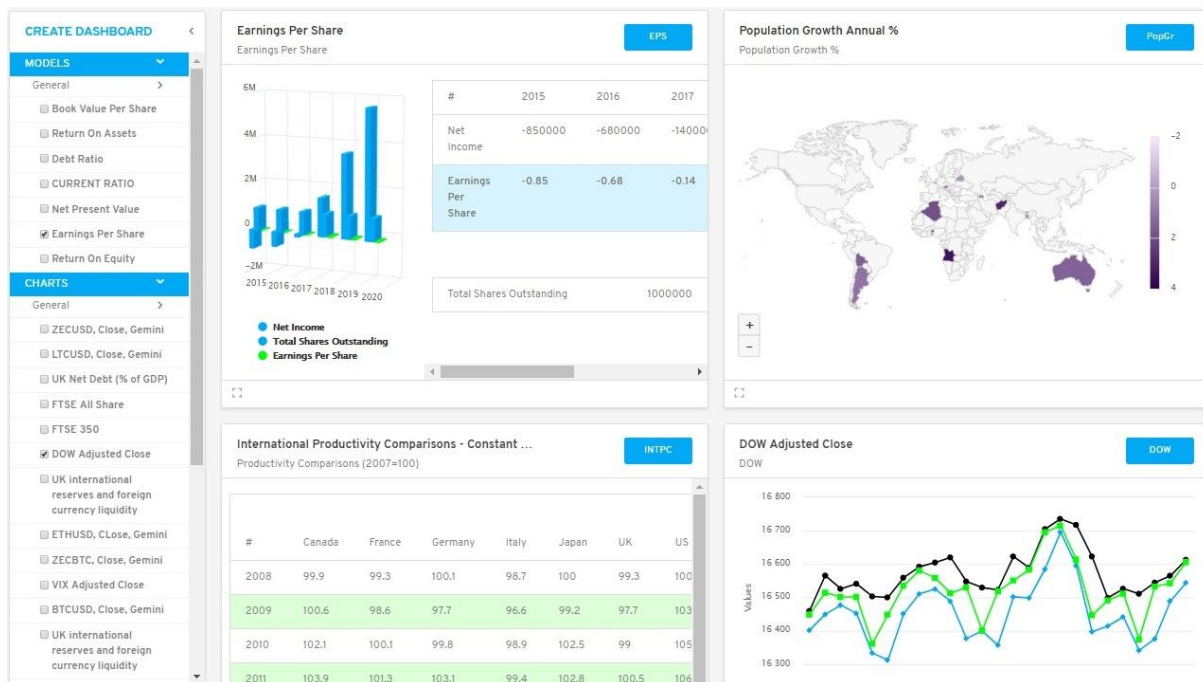 CREATE DASHBOARD
MODELS
General
Book Value Per Share
Return On Assets
Debt Ratio
CURRENT RATIO
Net Present Value
Earnings Per Share
Return On Equity
CHARTS
General
ZECUSD, Close, Gemini
LTCUSD, Close, Gemini
UK Net Debt (% of GDP)
FTSE All Share
FTSE 350
DOW Adjusted Close
UK international
reserves and foreign
currency liquidity
ETHUSD, CLose, Gemini
ZECBTC, Close, Gemini
VIX Adjusted Close
BTCUSD, Close, Gemini
UK international
reserves and foreign
currency liquidity
Earnings Per Share
Earnings Per Share
EPS
6M
4M
2M
0
-2M
2015 2016 2017 2018 2019 2020
Net Income
Total Shares Outstanding
Earnings Per Share
# 2015 2016 2017
Net -850000 -680000 -14000
Income
Earnings -0.85 -0.68 -0.14
Per
Share
Total Shares Outstanding 1000000
Population Growth Annual %
Population Growth %
PopGr
-2
0
2
4
+
−
International Productivity Comparisons - Constant ...
Productivity Comparisons (2007=100)
INTPC
# Canada France Germany Italy Japan UK US
2008 99.9 99.3 100.1 98.7 100 99.3 100
2009 100.6 98.6 97.7 96.6 99.2 97.7 103
2010 102.1 100.1 99.8 98.9 102.5 99 105
2011 103.9 101.3 103.1 99.4 102.8 100.5 106
DOW Adjusted Close
DOW
DOW
Values
16 800
16 700
16 600
16 500
16 400
16 300